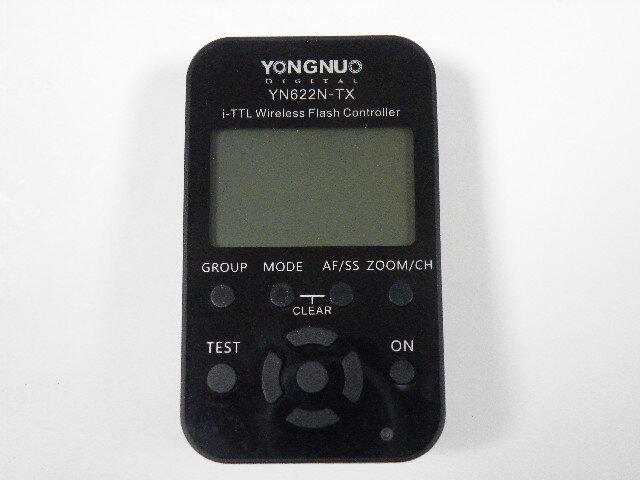 YONGNUO
DIGITAL
YN622N-TX
i-TTL Wireless Flash Controller
GROUP MODE AF/SS ZOOM/CH
CLEAR
TEST ON